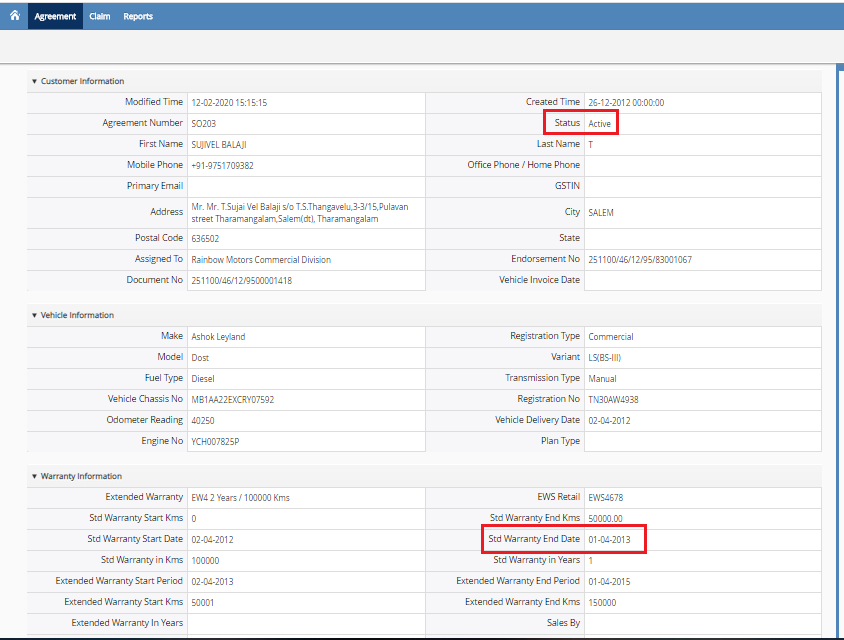 Agreement Claim Reports
▼ Customer Information
Modified Time 12-02-2020 15:15:15 Created Time 26-12-2012 00:00:00
Agreement Number SO203 Status Active
First Name SUJIVEL BALAJI Last Name T
Mobile Phone +91-9751709382 Office Phone / Home Phone
Primary Email GSTIN
Address Mr. Mr. T.Sujai Vel Balaji s/o T.S.Thangavelu,3-3/15,Pulavan
street Tharamangalam,Salem(dt), Tharamangalam City SALEM
Postal Code 636502 State
Assigned To Rainbow Motors Commercial Division Endorsement No 251100/46/12/95/83001067
Document No 251100/46/12/9500001418 Vehicle Invoice Date
▼ Vehicle Information
Make Ashok Leyland Registration Type Commercial
Model Dost Variant LS(BS-III)
Fuel Type Diesel Transmission Type Manual
Vehicle Chassis No MB1AA22EXCRY07592 Registration No TN30AW4938
Odometer Reading 40250 Vehicle Delivery Date 02-04-2012
Engine No YCH007825P Plan Type
▼ Warranty Information
Extended Warranty EW4 2 Years / 100000 Kms EWS Retail EWS4678
Std Warranty Start Kms 0 Std Warranty End Kms 50000.00
Std Warranty Start Date 02-04-2012 Std Warranty End Date 01-04-2013
Std Warranty in Kms 100000 Std Warranty in Years 1
Extended Warranty Start Period 02-04-2013 Extended Warranty End Period 01-04-2015
Extended Warranty Start Kms 50001 Extended Warranty End Kms 150000
Extended Warranty In Years Sales By